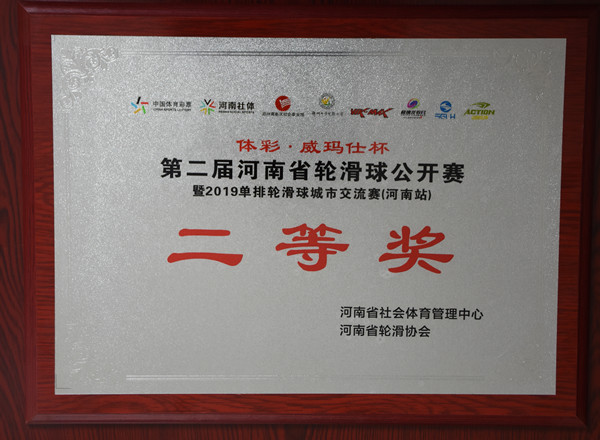 中国体育彩票
河南社体
VIK-MAX
ACTION
体彩·威玛仕杯
第二届河南省轮滑球公开赛
暨2019单排轮滑球城市交流赛(河南站)
二等奖
河南省社会体育管理中心
河南省轮滑协会